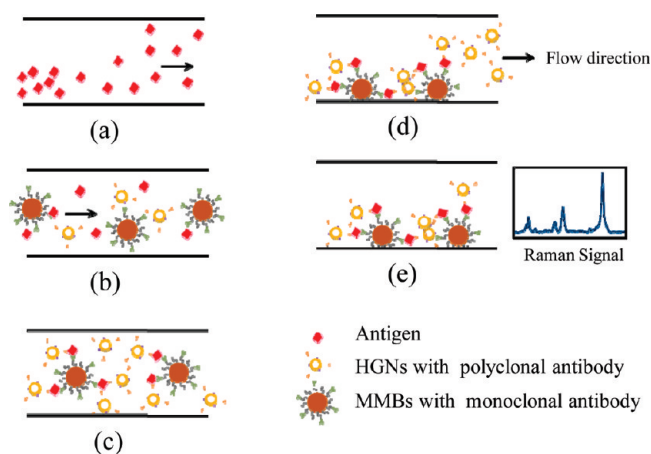 (a)
(b)
(c)
Flow direction
(d)
(e)
Raman Signal
Antigen
HGNs with polyclonal antibody
MMBs with monoclonal antibody